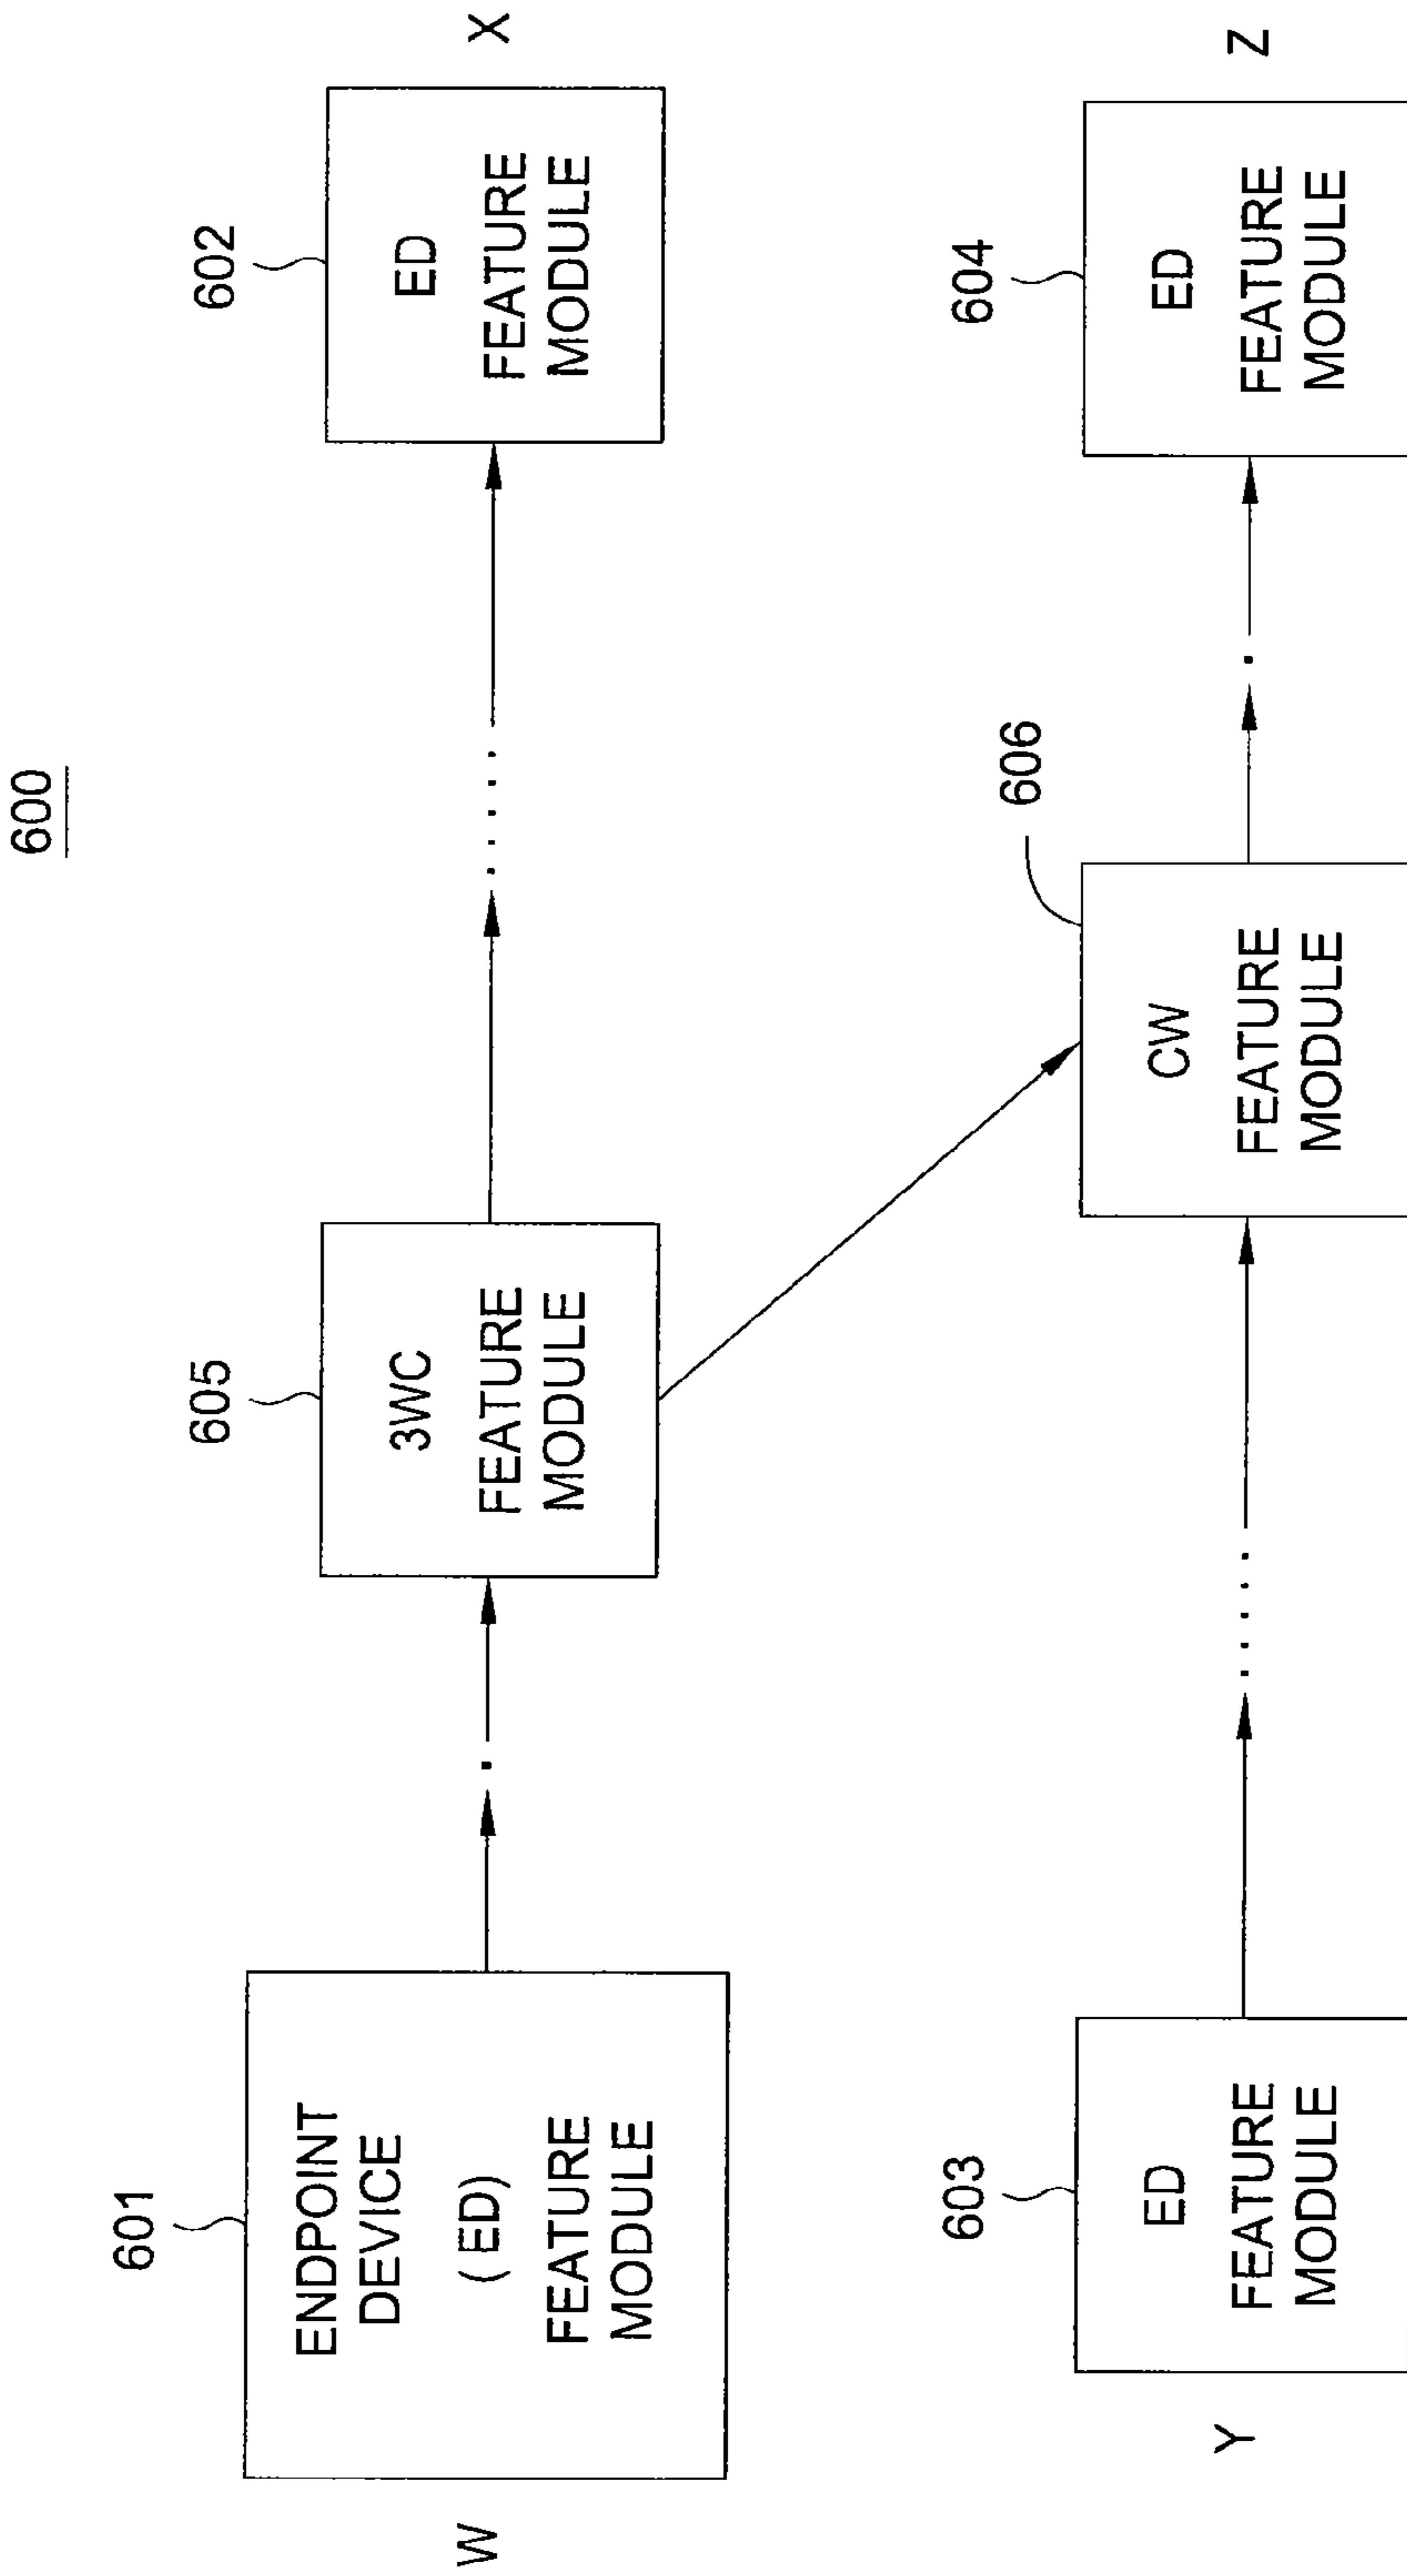 600
601
602
605
W
ENDPOINT
DEVICE
( ED)
FEATURE
MODULE
3WC
FEATURE
MODULE
ED
FEATURE
MODULE
X
603
606
604
Y
ED
FEATURE
MODULE
CW
FEATURE
MODULE
ED
FEATURE
MODULE
Z